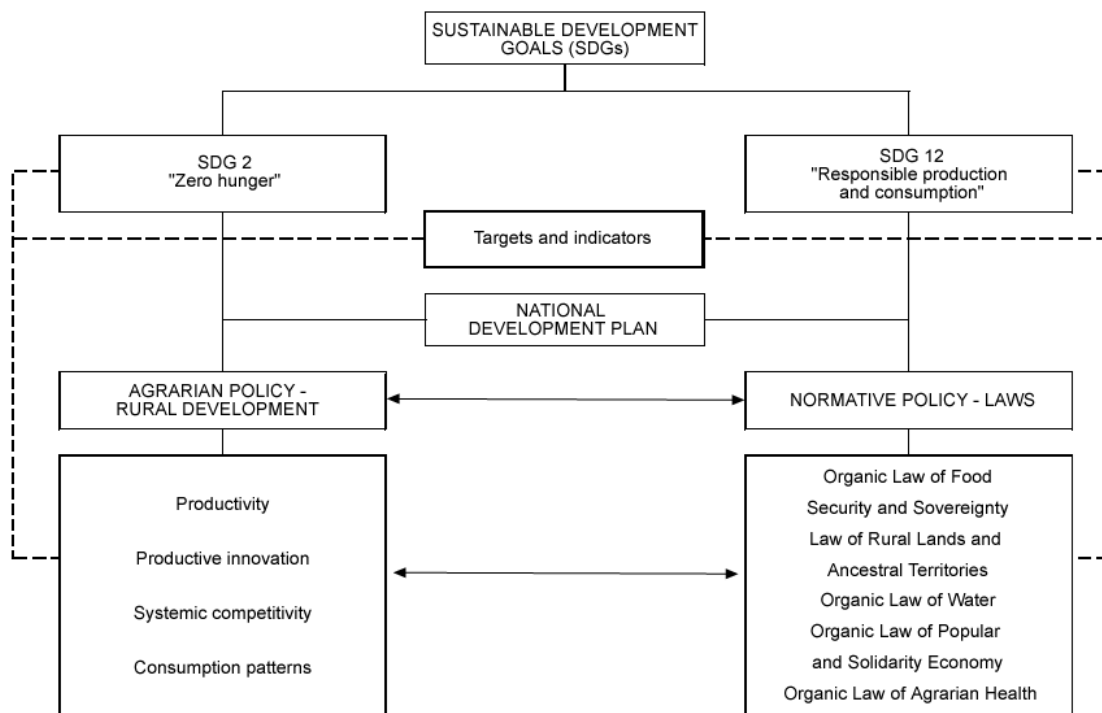 SUSTAINABLE DEVELOPMENT
GOALS (SDGs)
SDG 2
"Zero hunger"
SDG 12
"Responsible production
and consumption"
Targets and indicators
NATIONAL
DEVELOPMENT PLAN
AGRARIAN POLICY -
RURAL DEVELOPMENT
NORMATIVE POLICY - LAWS
Productivity
Productive innovation
Systemic competitivity
Consumption patterns
Organic Law of Food
Security and Sovereignty
Law of Rural Lands and
Ancestral Territories
Organic Law of Water
Organic Law of Popular
and Solidarity Economy
Organic Law of Agrarian Health